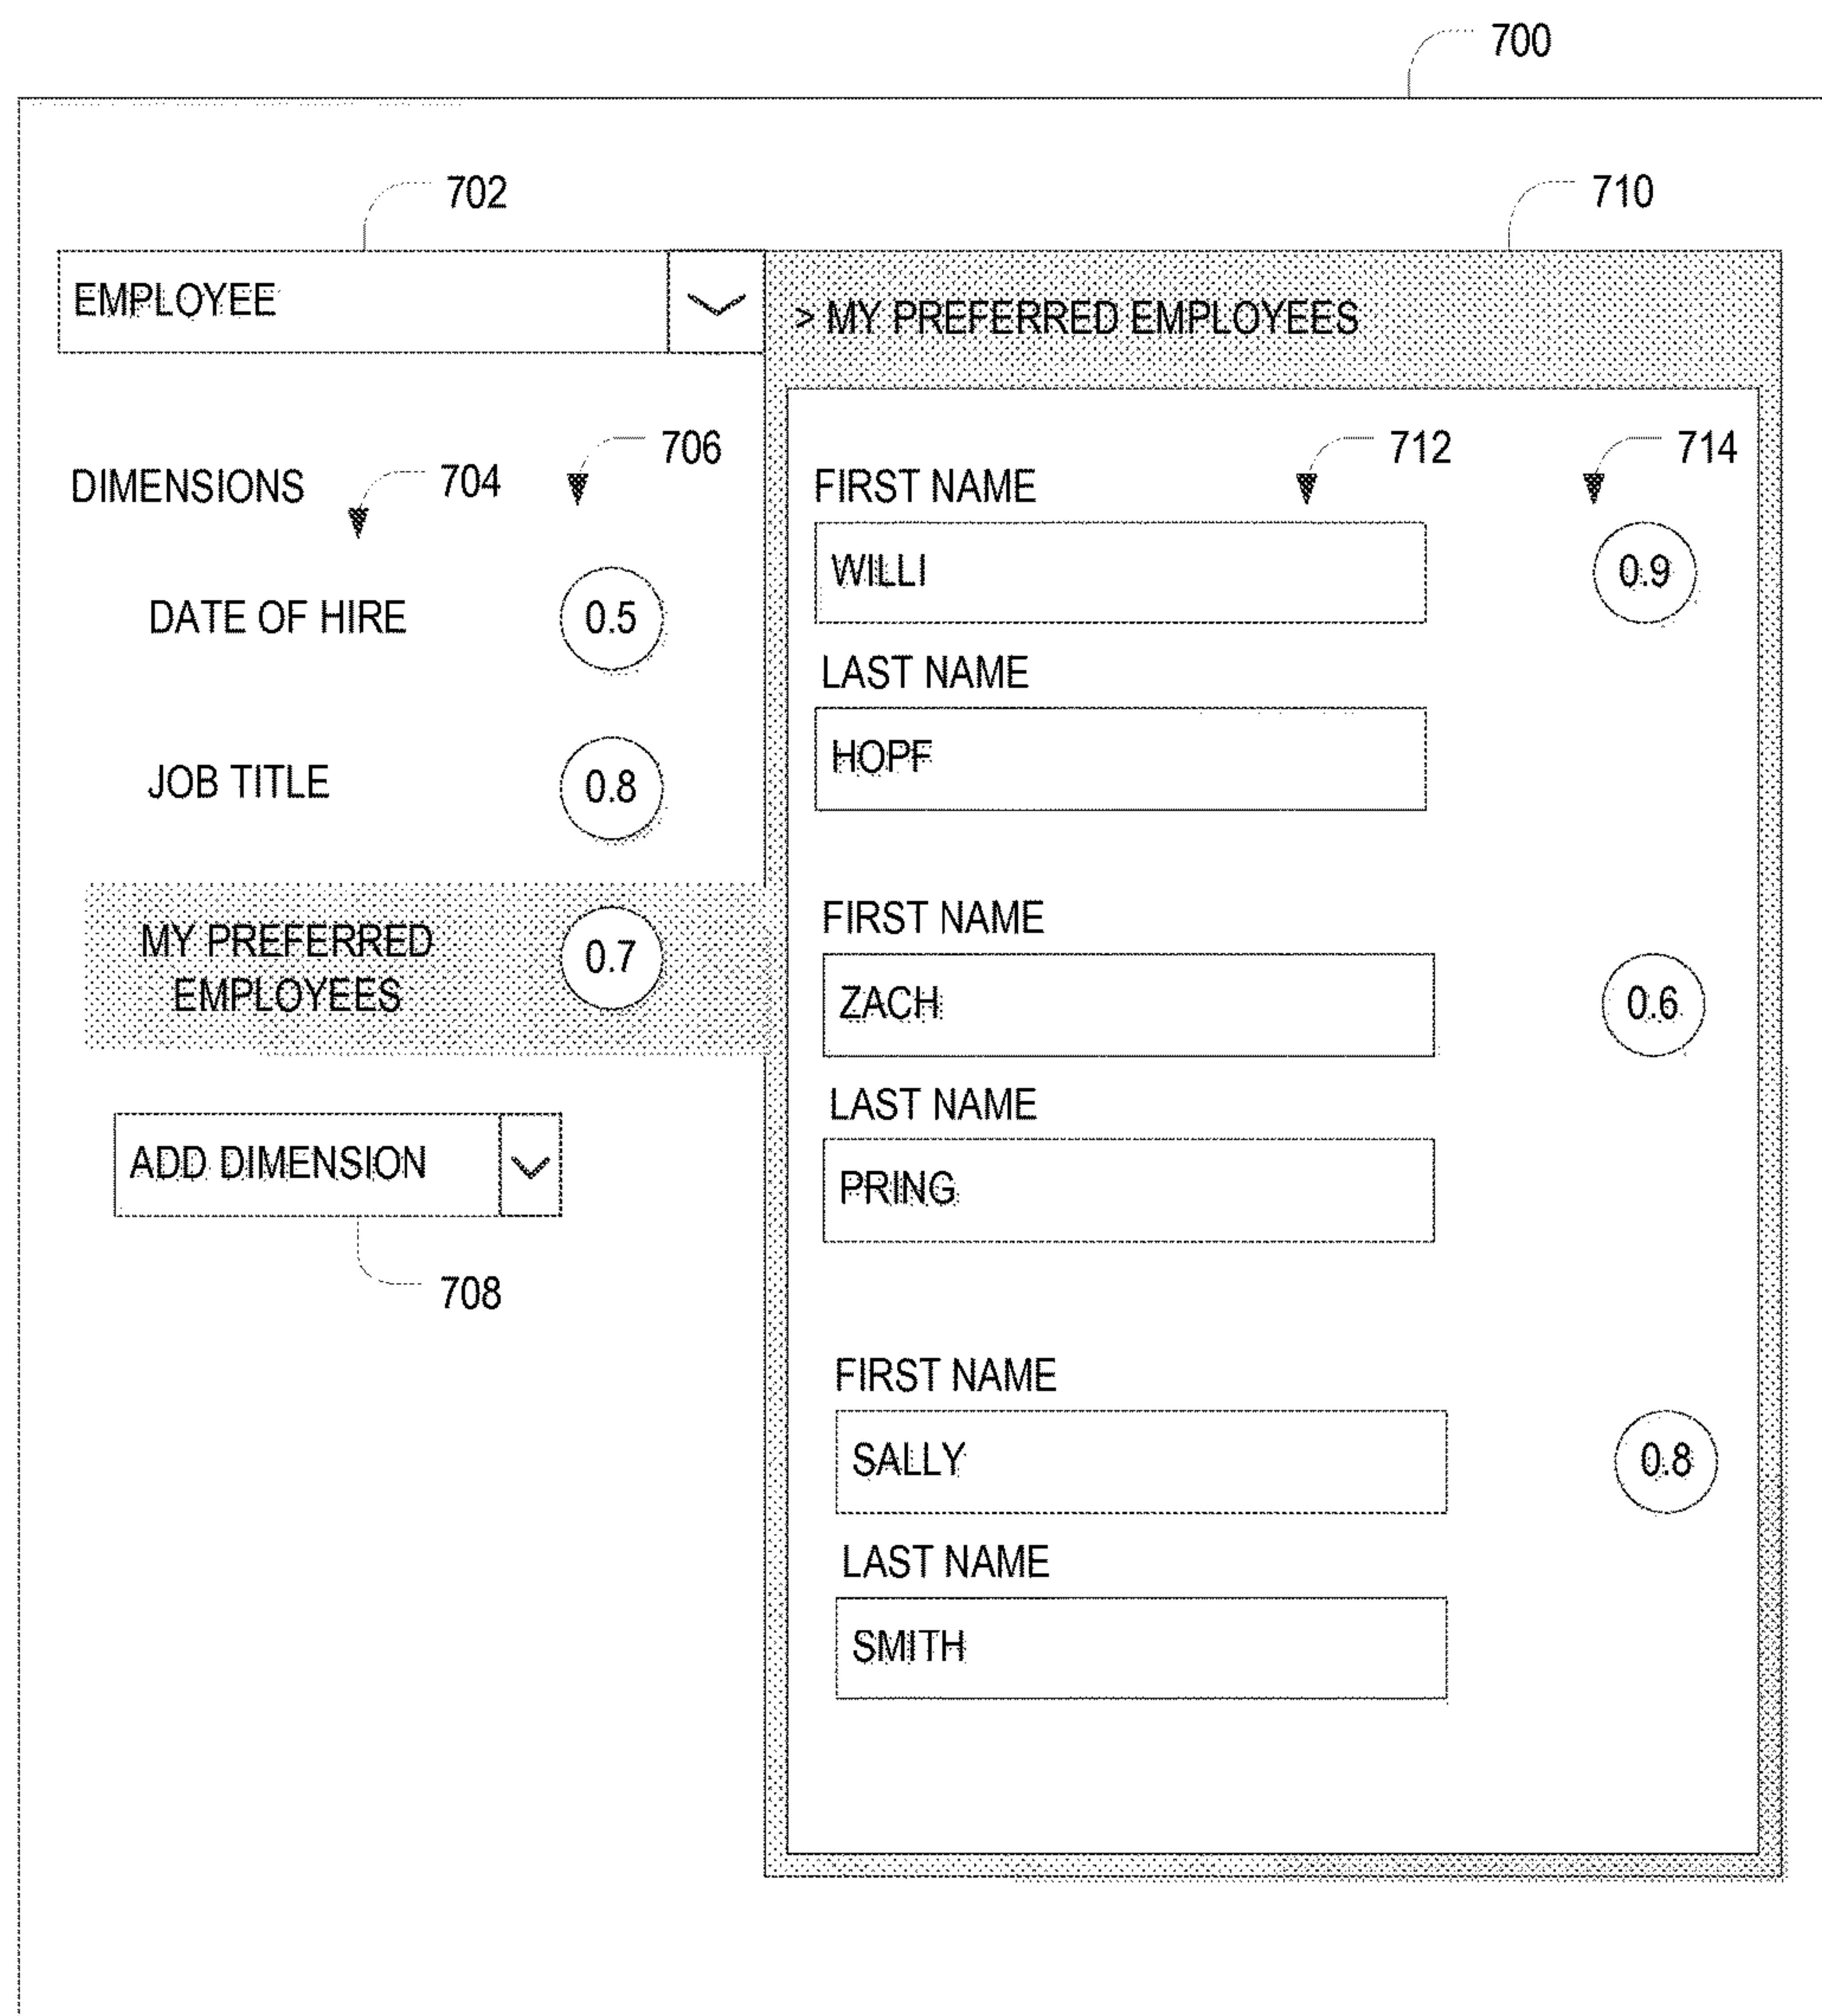 700
702
710
EMPLOYEE
> MY PREFERRED EMPLOYEES
DIMENSIONS
704
706
DATE OF HIRE
0.5
JOB TITLE
0.8
MY PREFERRED
EMPLOYEES
0.7
ADD DIMENSION
708
712
714
FIRST NAME
WILLI
0.9
LAST NAME
HOPF
FIRST NAME
ZACH
0.6
LAST NAME
PRING
FIRST NAME
SALLY
0.8
LAST NAME
SMITH